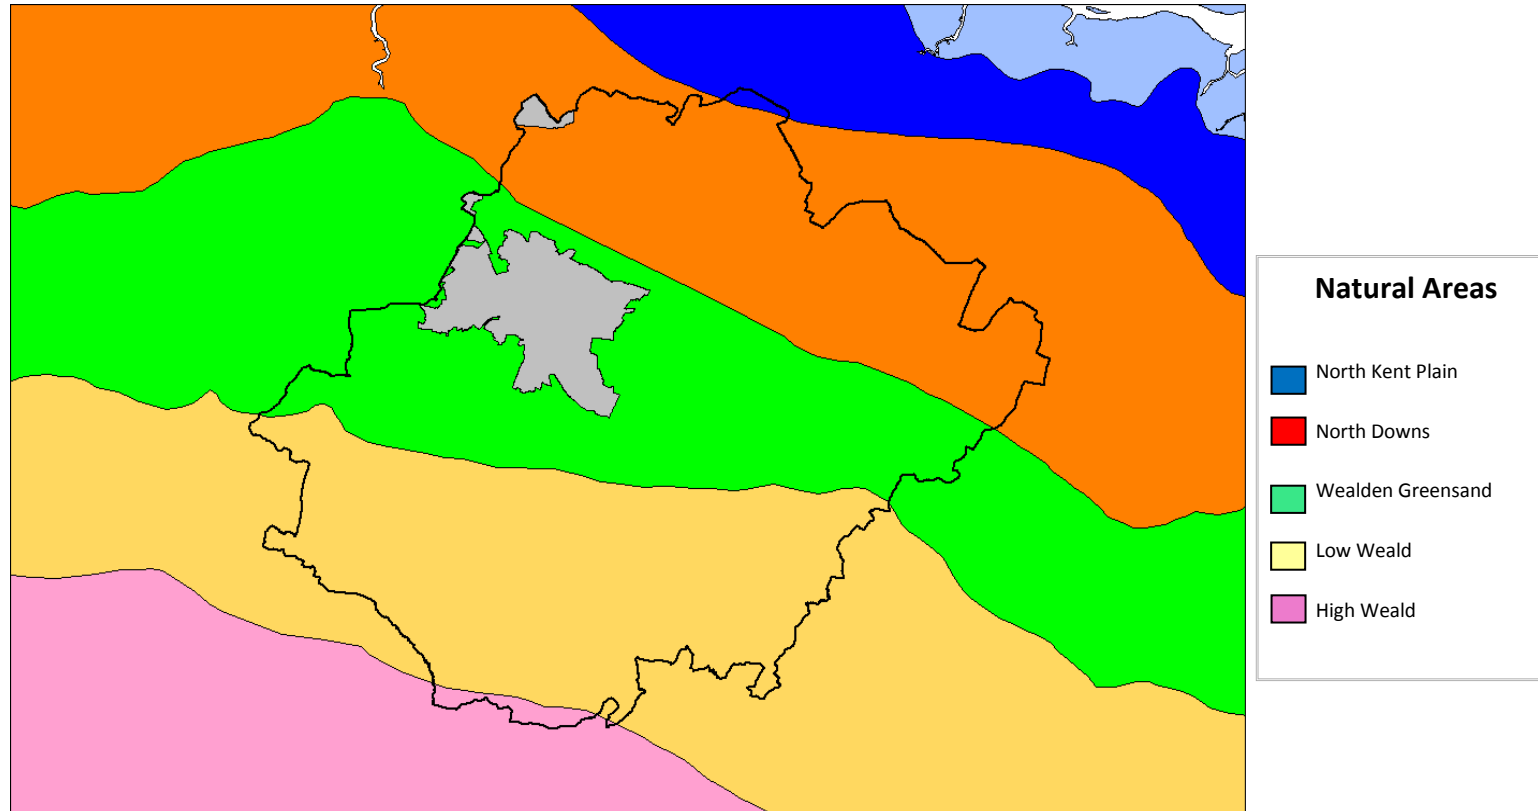 Natural Areas
North Kent Plain
North Downs
Wealden Greensand
Low Weald
High Weald